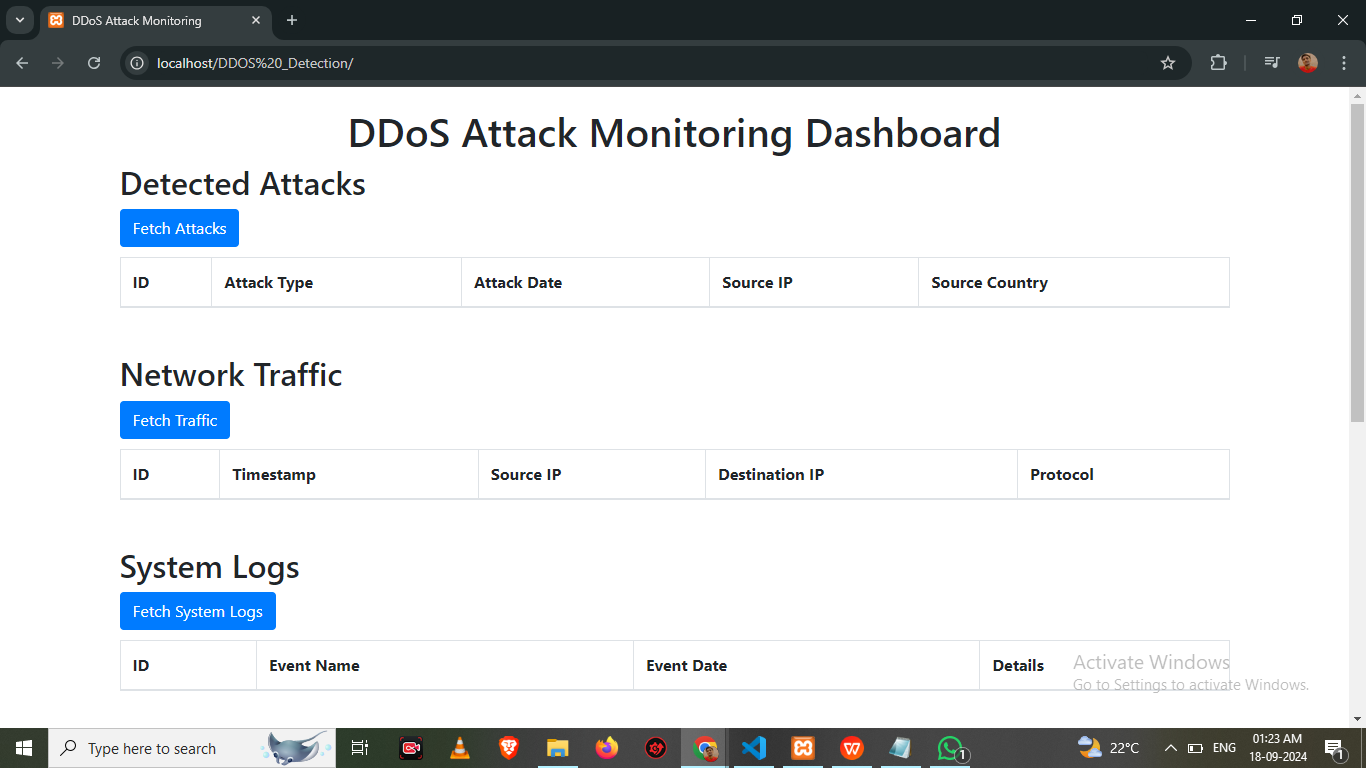 DDoS Attack Monitoring
localhost/DDOS%20_Detection/
DDoS Attack Monitoring Dashboard
Detected Attacks
Fetch Attacks
ID Attack Type Attack Date Source IP Source Country
Network Traffic
Fetch Traffic
ID Timestamp Source IP Destination IP Protocol
System Logs
Fetch System Logs
ID Event Name Event Date Details
Activate Windows
Go to Settings to activate Windows.
Type here to search
1
22°C
ENG
01:23 AM
18-09-2024
1